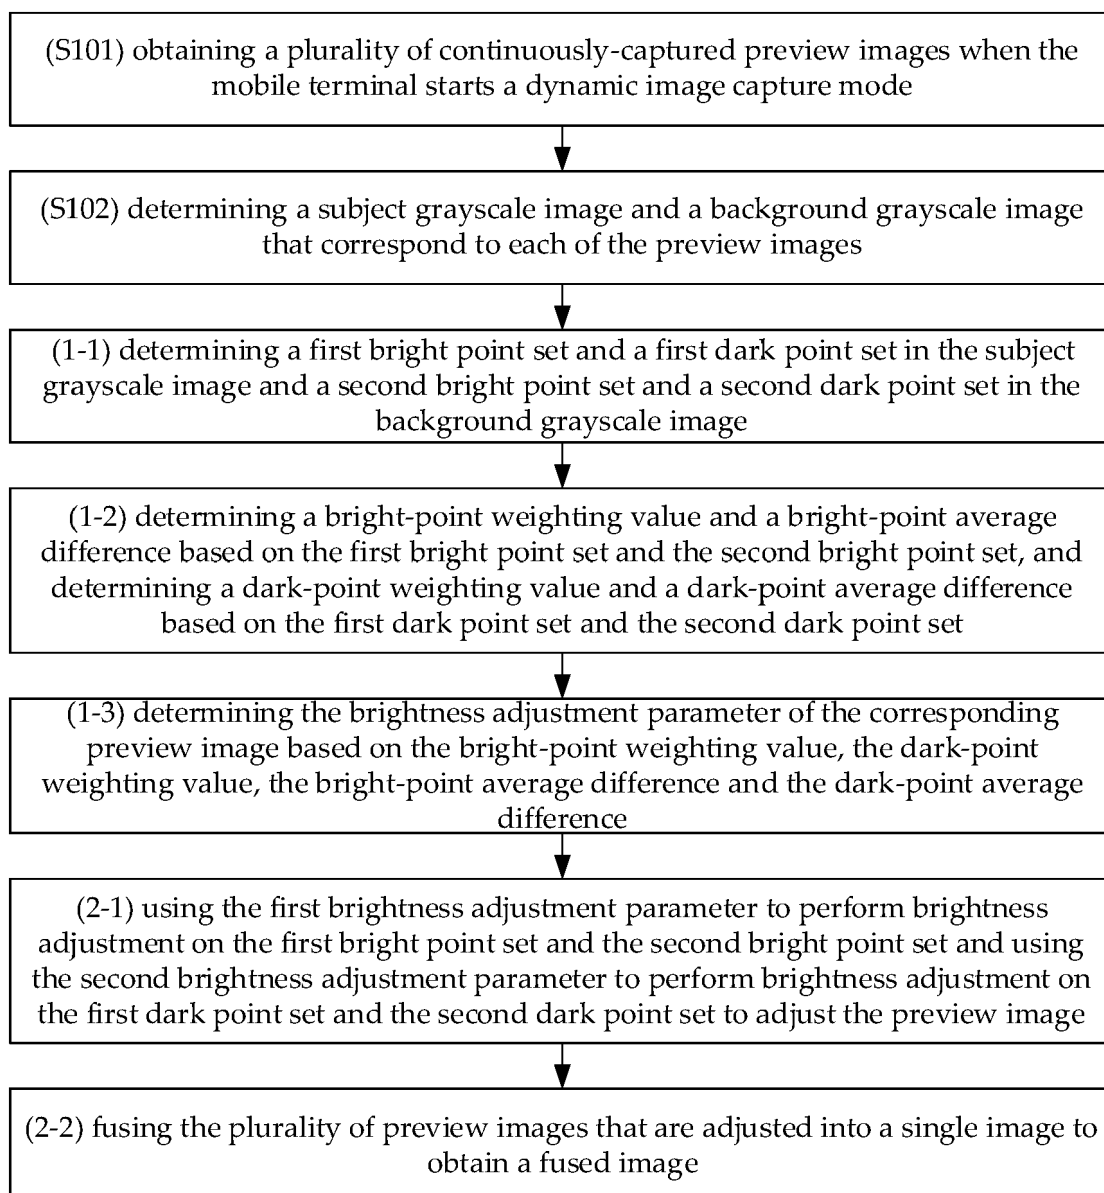 (S101) obtaining a plurality of continuously-captured preview images when the
mobile terminal starts a dynamic image capture mode
(S102) determining a subject grayscale image and a background grayscale image
that correspond to each of the preview images
(1-1) determining a first bright point set and a first dark point set in the subject
grayscale image and a second bright point set and a second dark point set in the
background grayscale image
(1-2) determining a bright-point weighting value and a bright-point average
difference based on the first bright point set and the second bright point set, and
determining a dark-point weighting value and a dark-point average difference
based on the first dark point set and the second dark point set
(1-3) determining the brightness adjustment parameter of the corresponding
preview image based on the bright-point weighting value, the dark-point
weighting value, the bright-point average difference and the dark-point average
difference
(2-1) using the first brightness adjustment parameter to perform brightness
adjustment on the first bright point set and the second bright point set and using
the second brightness adjustment parameter to perform brightness adjustment on
the first dark point set and the second dark point set to adjust the preview image
(2-2) fusing the plurality of preview images that are adjusted into a single image to
obtain a fused image